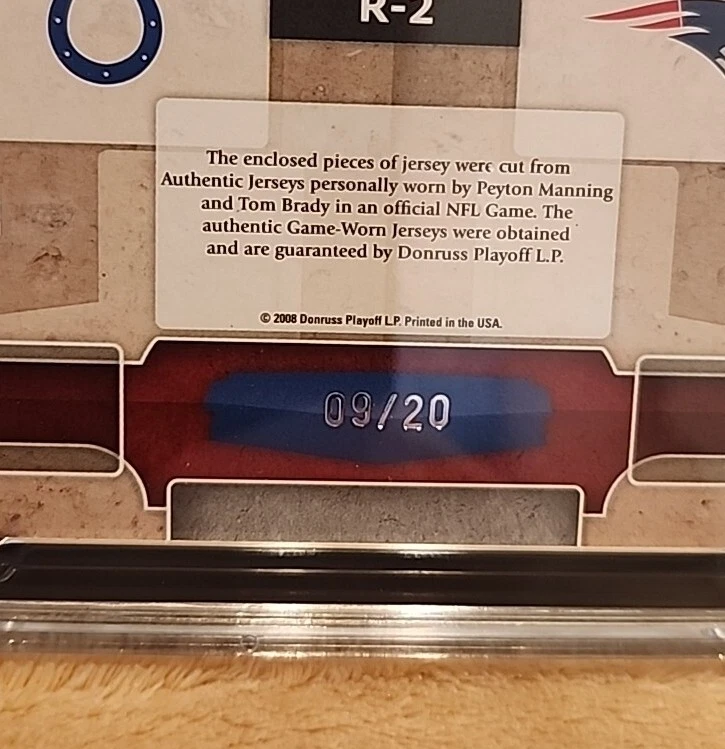 R-2
The enclosed pieces of jersey were cut from
Authentic Jerseys personally worn by Peyton Manning
and Tom Brady in an official NFL Game. The
authentic Game-Worn Jerseys were obtained
and are guaranteed by Donruss Playoff L.P.
© 2008 Donruss Playoff L.P. Printed in the USA.
09/20